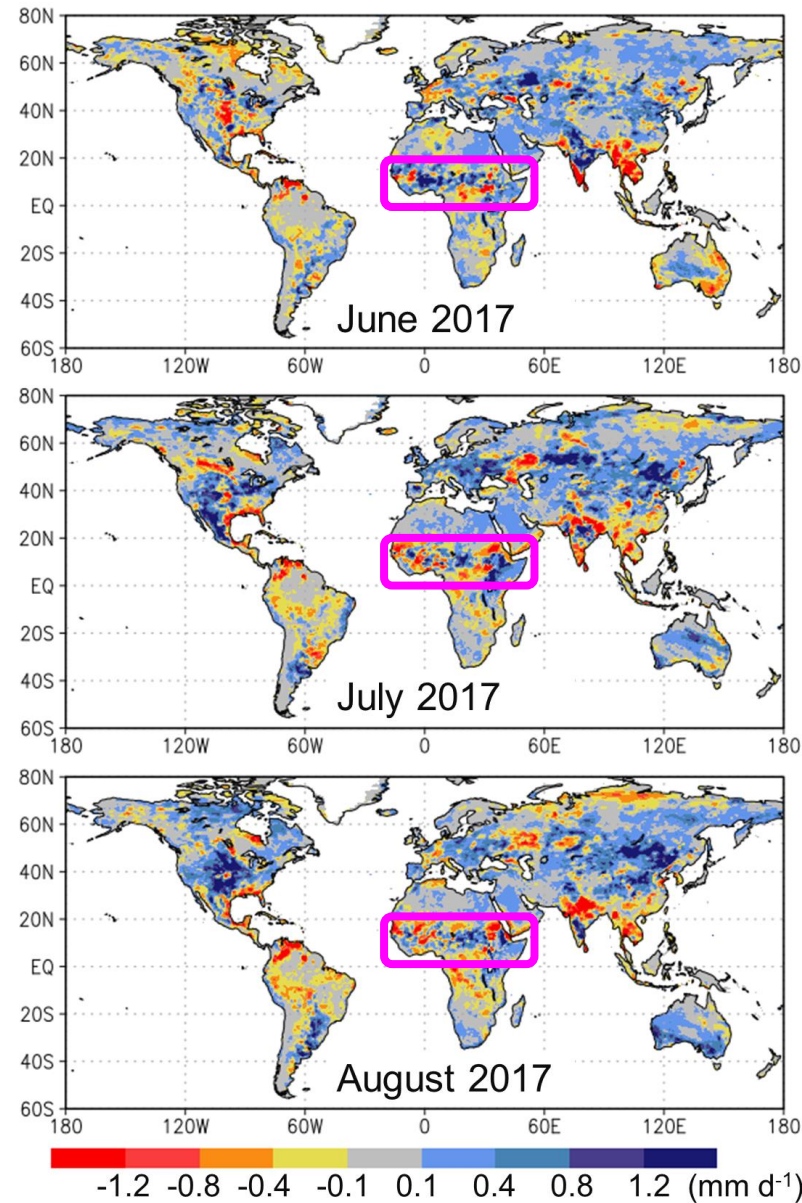 80N
60N
40N
20N
EQ
20S
40S
60S
June 2017
180 120W 60W 0 60E 120E 180
80N
60N
40N
20N
EQ
20S
40S
60S
July 2017
180 120W 60W 0 60E 120E 180
80N
60N
40N
20N
EQ
20S
40S
60S
August 2017
180 120W 60W 0 60E 120E 180
-1.2 -0.8 -0.4 -0.1 0.1 0.4 0.8 1.2 (mm d⁻¹)